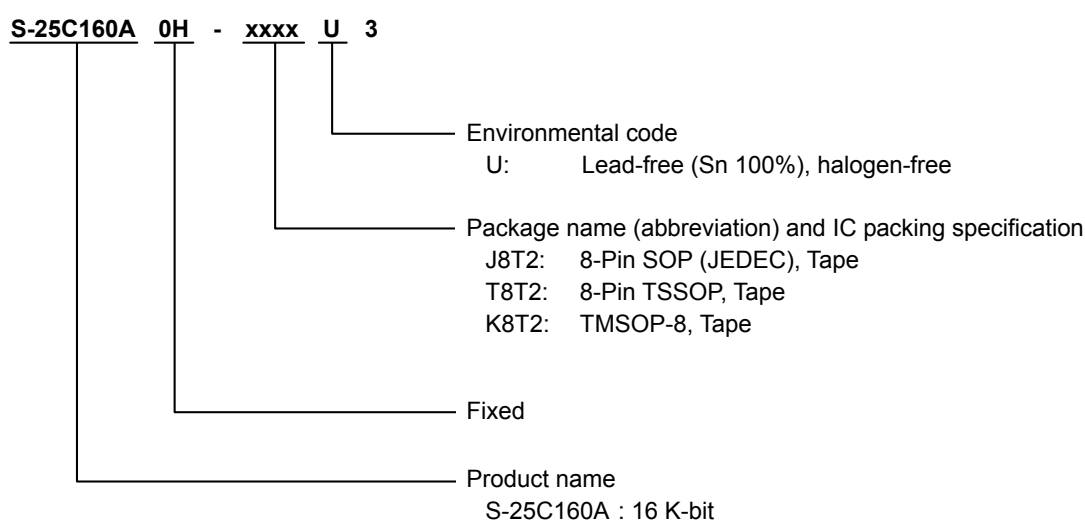 S-25C160A 0H - xxxx U 3
Environmental code
U: Lead-free (Sn 100%), halogen-free
Package name (abbreviation) and IC packing specification
J8T2: 8-Pin SOP (JEDEC), Tape
T8T2: 8-Pin TSSOP, Tape
K8T2: TMSOP-8, Tape
Fixed
Product name
S-25C160A : 16 K-bit